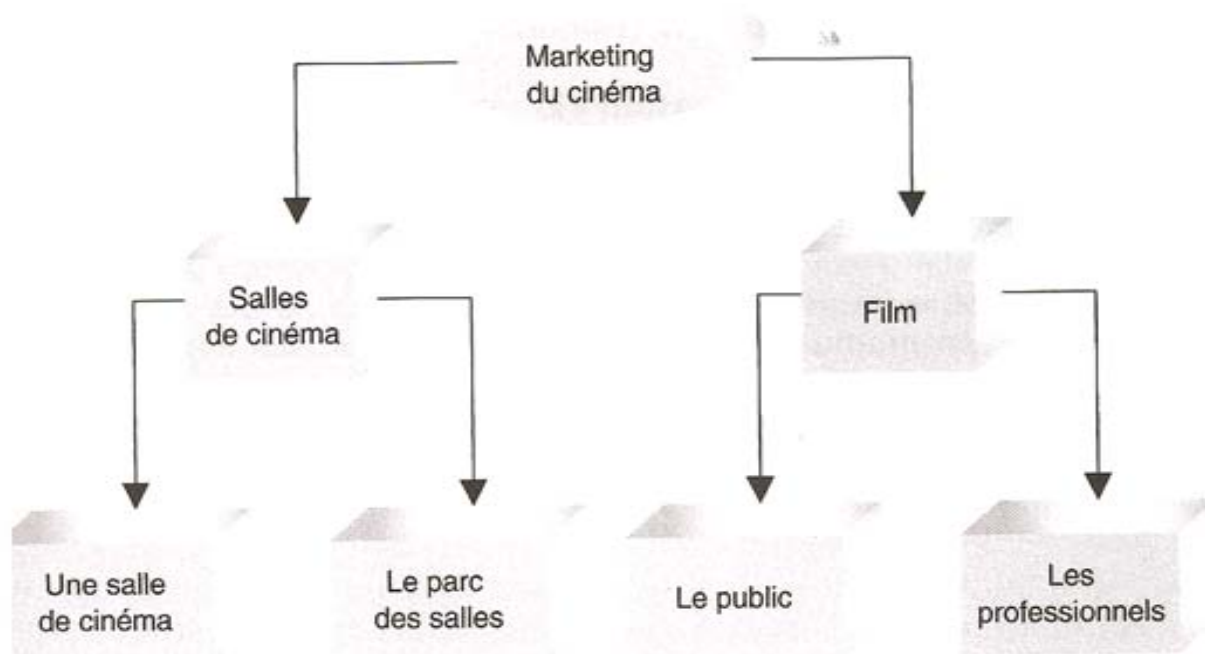 Marketing
du cinéma
Salles
de cinéma
Film
Une salle
de cinéma
Le parc
des salles
Le public
Les
professionnels